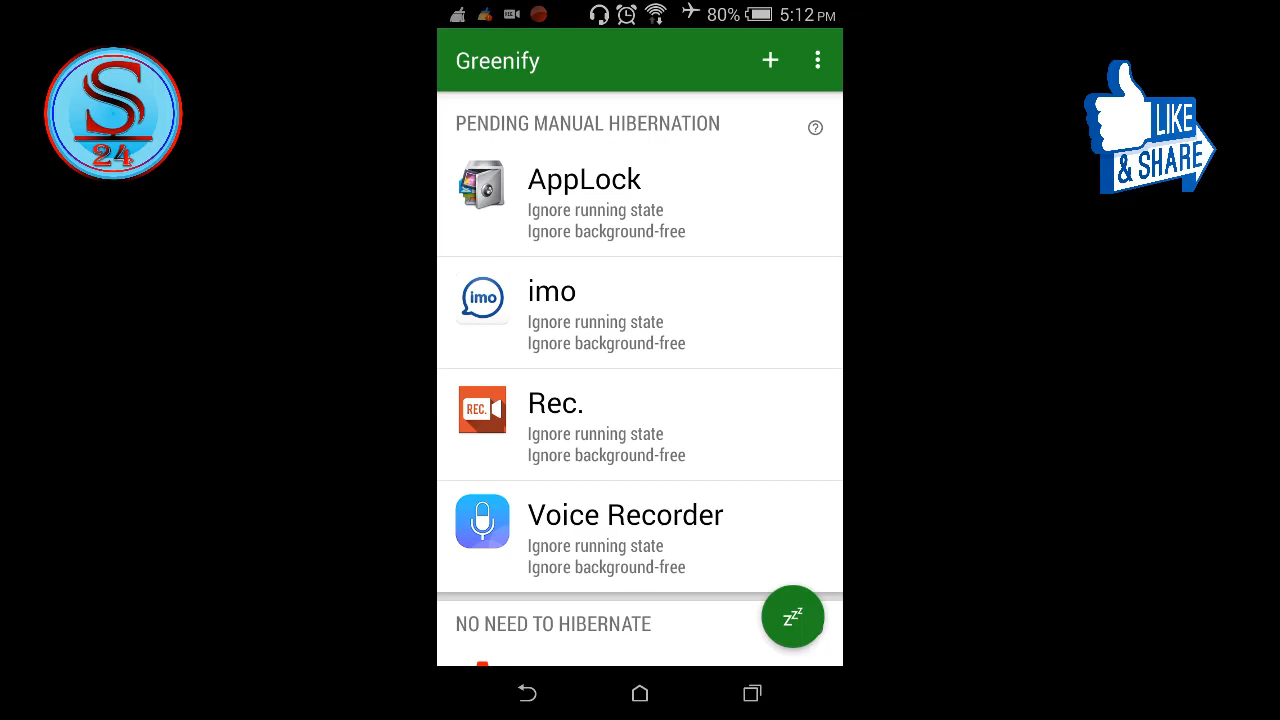 80% 5:12 PM
Greenify
PENDING MANUAL HIBERNATION
AppLock
Ignore running state
Ignore background-free
imo
imo
Ignore running state
Ignore background-free
REC.
Rec.
Ignore running state
Ignore background-free
Voice Recorder
Ignore running state
Ignore background-free
NO NEED TO HIBERNATE
zzz
S
24
LIKE
& SHARE